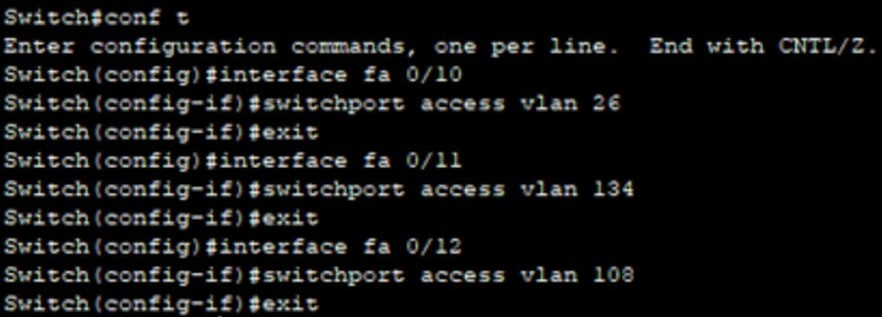 Switch#conf t
Enter configuration commands, one per line.  End with CNTL/Z.
Switch(config)#interface fa 0/10
Switch(config-if)#switchport access vlan 26
Switch(config-if)#exit
Switch(config)#interface fa 0/11
Switch(config-if)#switchport access vlan 134
Switch(config-if)#exit
Switch(config)#interface fa 0/12
Switch(config-if)#switchport access vlan 108
Switch(config-if)#exit